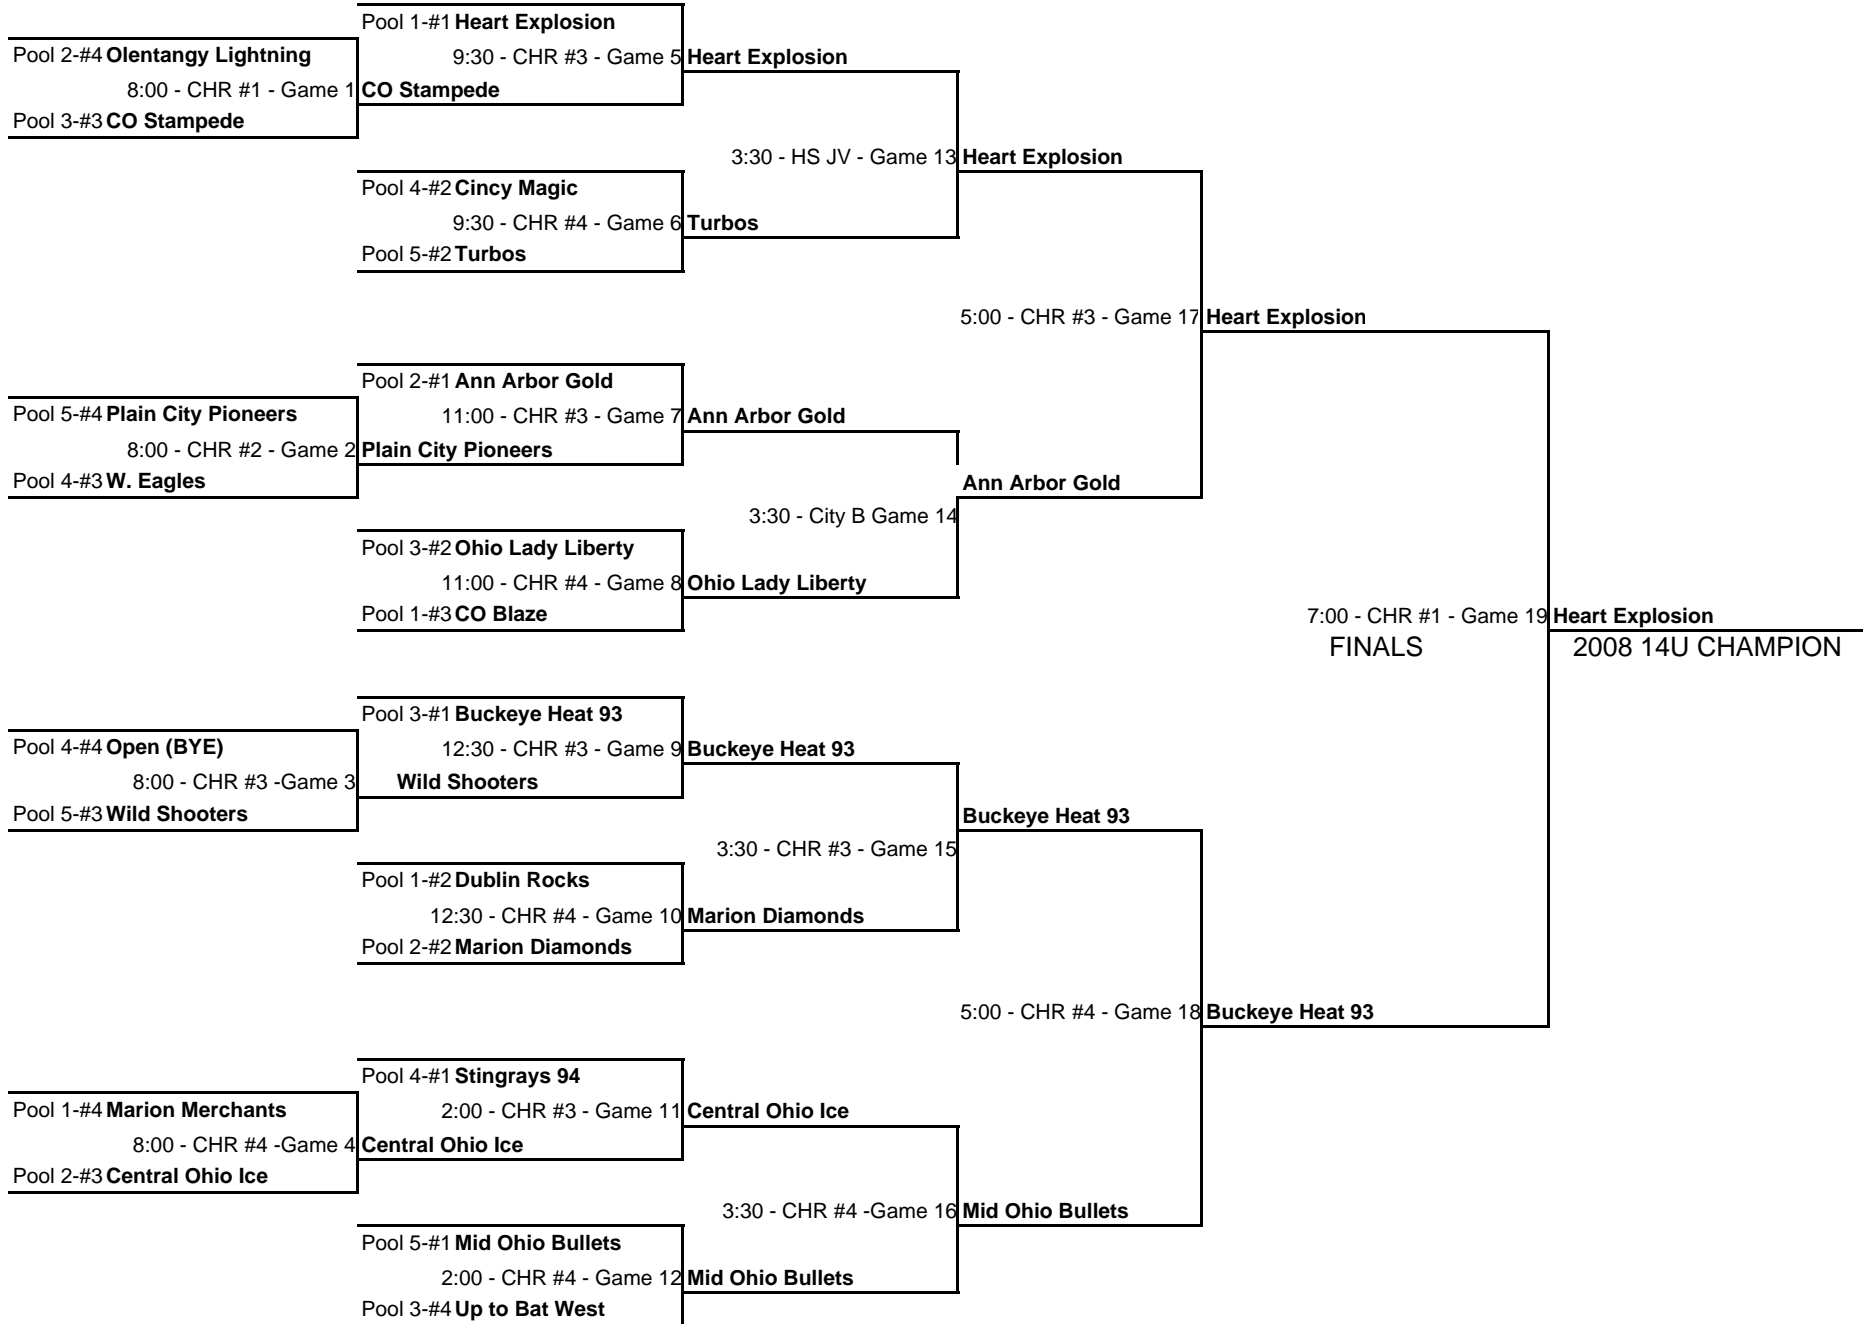 Pool 1-#1 Heart Explosion
Pool 2-#4 Olentangy Lightning
9:30 - CHR #3 - Game 5 Heart Explosion
8:00 - CHR #1 - Game 1 CO Stampede
Pool 3-#3 CO Stampede
3:30 - HS JV - Game 13 Heart Explosion
Pool 4-#2 Cincy Magic
9:30 - CHR #4 - Game 6 Turbos
Pool 5-#2 Turbos
5:00 - CHR #3 - Game 17 Heart Explosion
Pool 2-#1 Ann Arbor Gold
Pool 5-#4 Plain City Pioneers
11:00 - CHR #3 - Game 7 Ann Arbor Gold
8:00 - CHR #2 - Game 2 Plain City Pioneers
Pool 4-#3 W. Eagles
Ann Arbor Gold
3:30 - City B Game 14
Pool 3-#2 Ohio Lady Liberty
11:00 - CHR #4 - Game 8 Ohio Lady Liberty
Pool 1-#3 CO Blaze
7:00 - CHR #1 - Game 19 Heart Explosion
FINALS 2008 14U CHAMPION
Pool 3-#1 Buckeye Heat 93
Pool 4-#4 Open (BYE)
12:30 - CHR #3 - Game 9 Buckeye Heat 93
8:00 - CHR #3 -Game 3 Wild Shooters
Pool 5-#3 Wild Shooters
Buckeye Heat 93
3:30 - CHR #3 - Game 15
Pool 1-#2 Dublin Rocks
12:30 - CHR #4 - Game 10 Marion Diamonds
Pool 2-#2 Marion Diamonds
5:00 - CHR #4 - Game 18 Buckeye Heat 93
Pool 4-#1 Stingrays 94
Pool 1-#4 Marion Merchants
2:00 - CHR #3 - Game 11 Central Ohio Ice
8:00 - CHR #4 -Game 4 Central Ohio Ice
Pool 2-#3 Central Ohio Ice
3:30 - CHR #4 -Game 16 Mid Ohio Bullets
Pool 5-#1 Mid Ohio Bullets
2:00 - CHR #4 - Game 12 Mid Ohio Bullets
Pool 3-#4 Up to Bat West